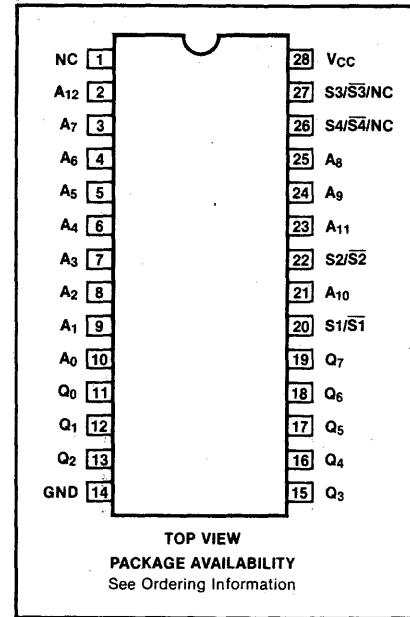 NC 1 28 VCC
A12 2 27 S3/S̅3̅/NC
A7 3 26 S4/S̅4̅/NC
A6 4 25 A8
A5 5 24 A9
A4 6 23 A11
A3 7 22 S2/S̅2̅
A2 8 21 A10
A1 9 20 S1/S̅1̅
A0 10 19 Q7
Q0 11 18 Q6
Q1 12 17 Q5
Q2 13 16 Q4
GND 14 15 Q3
TOP VIEW
PACKAGE AVAILABILITY
See Ordering Information